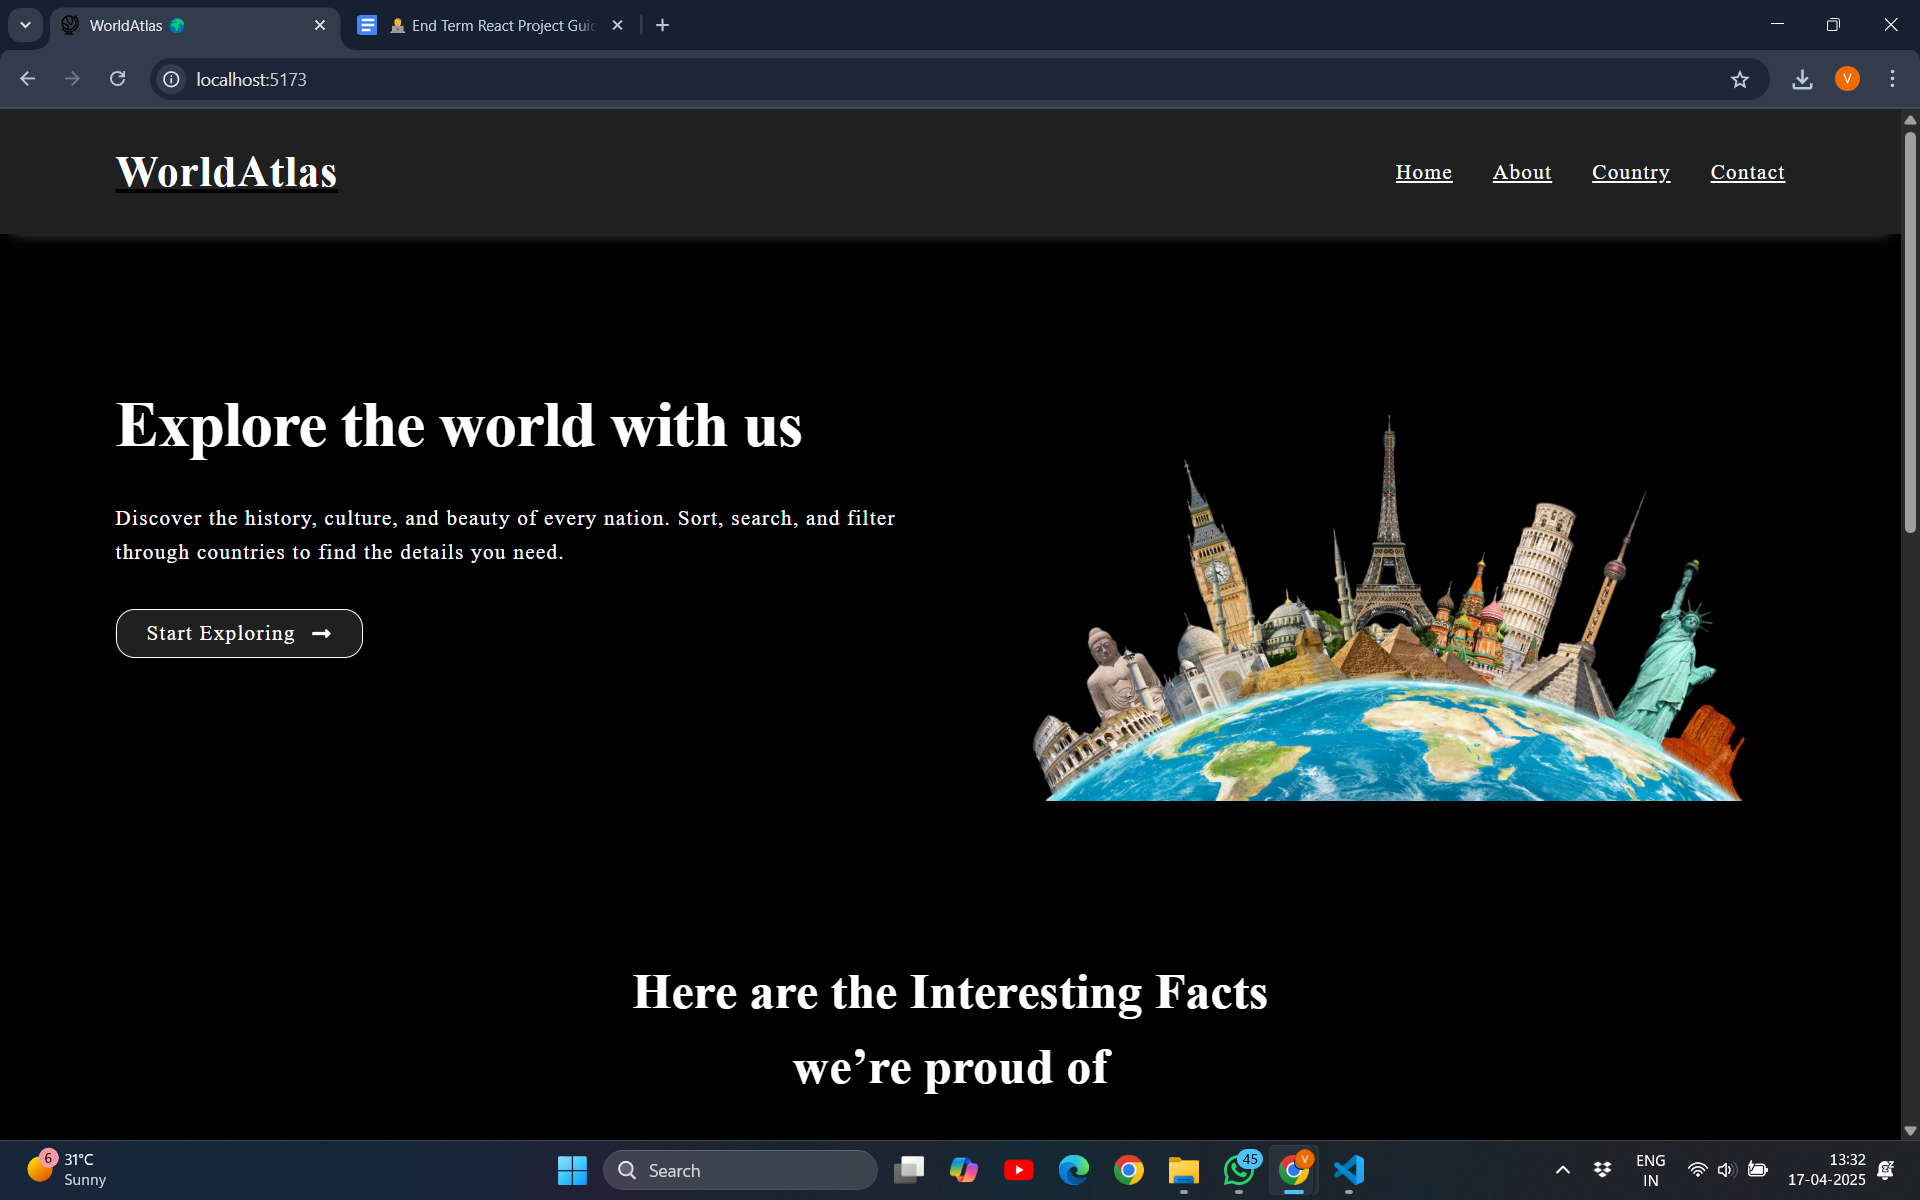 WorldAtlas
End Term React Project Gui
localhost:5173
V
WorldAtlas
Home About Country Contact
Explore the world with us
Discover the history, culture, and beauty of every nation. Sort, search, and filter
through countries to find the details you need.
Start Exploring
Here are the Interesting Facts
we’re proud of
6
31°C
Sunny
Search
45
V
ENG
IN
13:32
17-04-2025